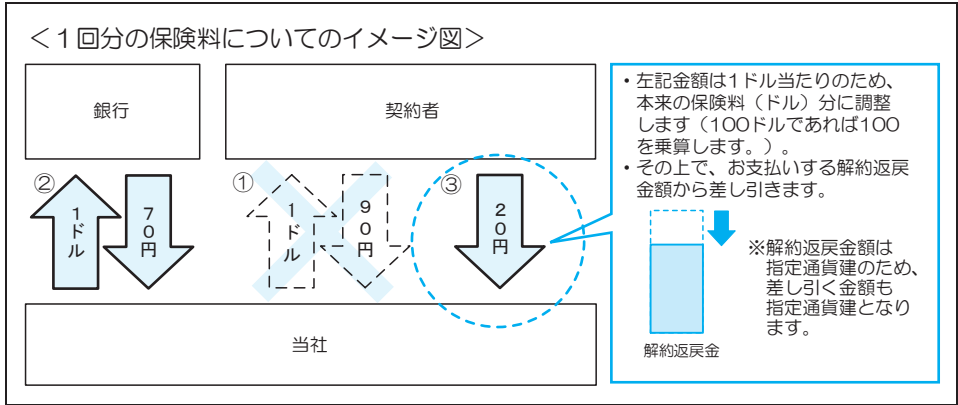 ＜１回分の保険料についてのイメージ図＞
銀行
契約者
②
1ドル
70円
①
1ドル
90円
③
20円
当社
・左記金額は1ドル当たりのため、
本来の保険料（ドル）分に調整
します（100ドルであれば100
を乗算します。）。
・その上で、お支払いする解約返戻
金額から差し引きます。
※解約返戻金額は
指定通貨建のため、
差し引く金額も
指定通貨建となり
ます。
解約返戻金